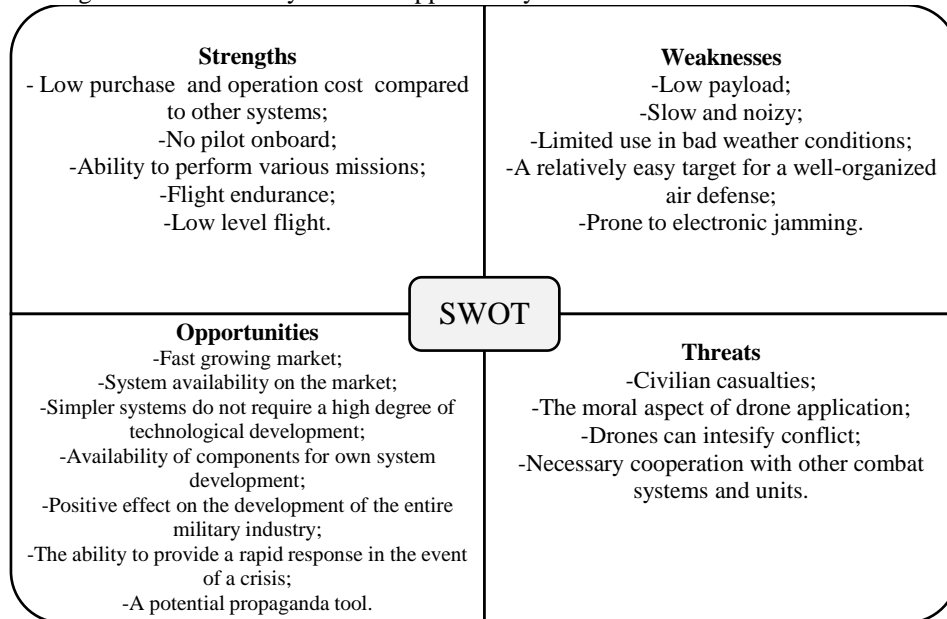 Strengths
- Low purchase and operation cost compared
to other systems;
-No pilot onboard;
-Ability to perform various missions;
-Flight endurance;
-Low level flight.
Weaknesses
-Low payload;
-Slow and noizy;
-Limited use in bad weather conditions;
-A relatively easy target for a well-organized
air defense;
-Prone to electronic jamming.
SWOT
Opportunities
-Fast growing market;
-System availability on the market;
-Simpler systems do not require a high degree of
technological development;
-Availability of components for own system
development;
-Positive effect on the development of the entire
military industry;
-The ability to provide a rapid response in the event
of a crisis;
-A potential propaganda tool.
Threats
-Civilian casualties;
-The moral aspect of drone application;
-Drones can intesify conflict;
-Necessary cooperation with other combat
systems and units.